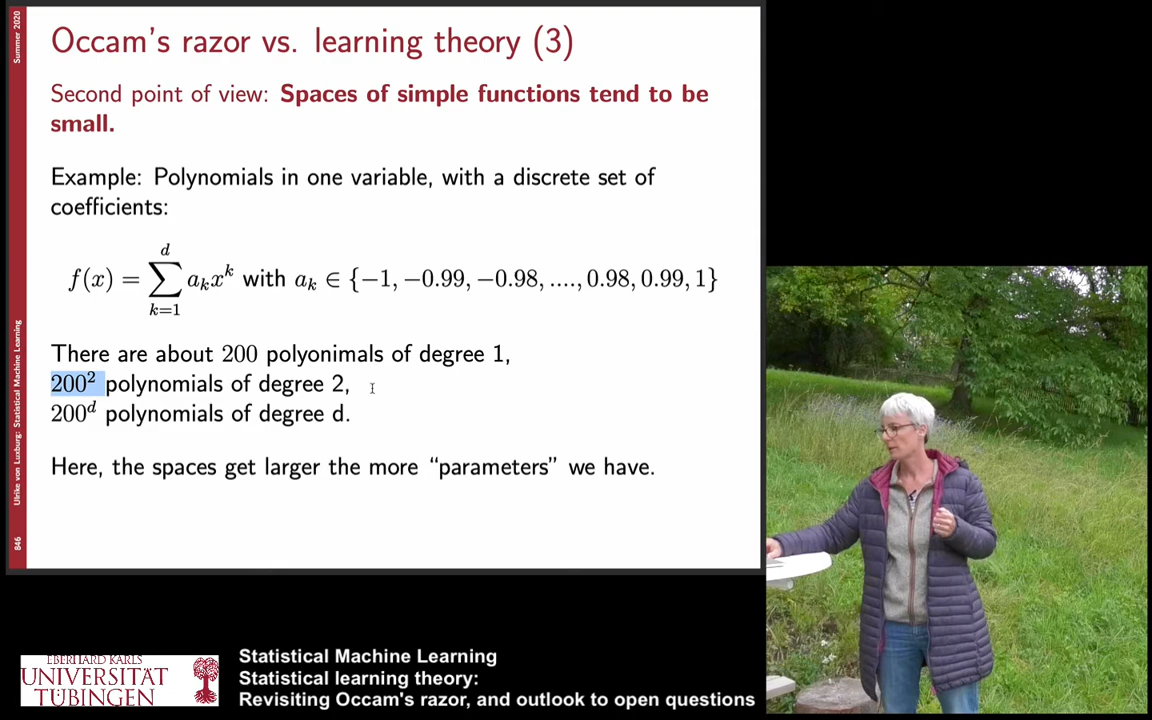 Summer 2020
Occam's razor vs. learning theory (3)
Second point of view: Spaces of simple functions tend to be
small.
Example: Polynomials in one variable, with a discrete set of
coefficients:
f(x) = ∑_{k=1}^{d} a_k x^k with a_k ∈ {−1, −0.99, −0.98, ...., 0.98, 0.99, 1}
There are about 200 polyonimals of degree 1,
200² polynomials of degree 2,
200^d polynomials of degree d.
Here, the spaces get larger the more “parameters” we have.
Ulrike von Luxburg: Statistical Machine Learning
846
EBERHARD KARLS
UNIVERSITÄT
TÜBINGEN
Statistical Machine Learning
Statistical learning theory:
Revisiting Occam's razor, and outlook to open questions